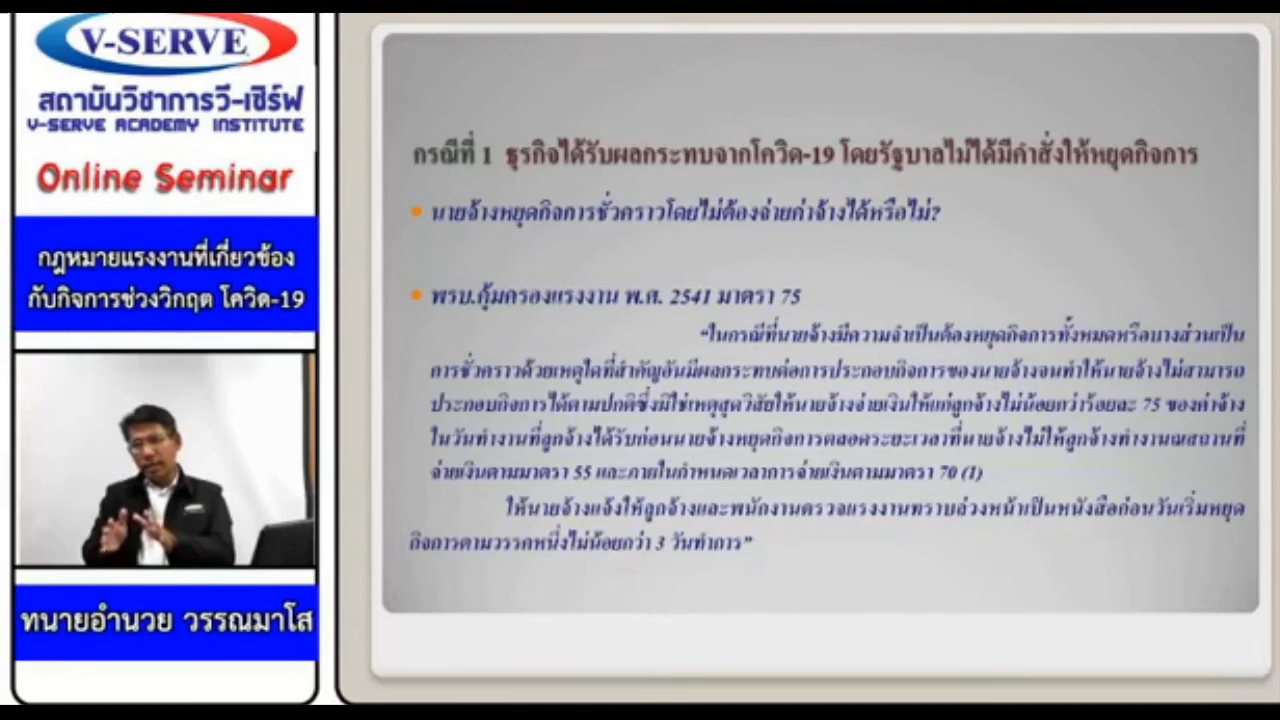 V-SERVE
สถาบันวิชาการวี-เซิร์ฟ
V-SERVE ACADEMY INSTITUTE
Online Seminar
กฎหมายแรงงานที่เกี่ยวข้อง
กับกิจการช่วงวิกฤต โควิด-19
ทนายอำนวย วรรณมาโส
กรณีที่ 1 ธุรกิจได้รับผลกระทบจากโควิด-19 โดยรัฐบาลไม่ได้มีคำสั่งให้หยุดกิจการ
นายจ้างหยุดกิจการชั่วคราวโดยไม่ต้องจ่ายค่าจ้างได้หรือไม่?
พรบ.คุ้มครองแรงงาน พ.ศ. 2541 มาตรา 75
“ในกรณีที่นายจ้างมีความจำเป็นต้องหยุดกิจการทั้งหมดหรือบางส่วนเป็น
การชั่วคราวด้วยเหตุใดที่สำคัญอันมีผลกระทบต่อการประกอบกิจการของนายจ้างจนทำให้นายจ้างไม่สามารถ
ประกอบกิจการได้ตามปกติซึ่งมิใช่เหตุสุดวิสัยให้นายจ้างจ่ายเงินให้แก่ลูกจ้างไม่น้อยกว่าร้อยละ 75 ของค่าจ้าง
ในวันทำงานที่ลูกจ้างได้รับก่อนนายจ้างหยุดกิจการตลอดระยะเวลาที่นายจ้างไม่ให้ลูกจ้างทำงานณสถานที่
จ่ายเงินตามมาตรา 55 และภายในกำหนดเวลาการจ่ายเงินตามมาตรา 70 (1)
ให้นายจ้างแจ้งให้ลูกจ้างและพนักงานตรวจแรงงานทราบล่วงหน้าเป็นหนังสือก่อนวันเริ่มหยุด
กิจการตามวรรคหนึ่งไม่น้อยกว่า 3 วันทำการ”